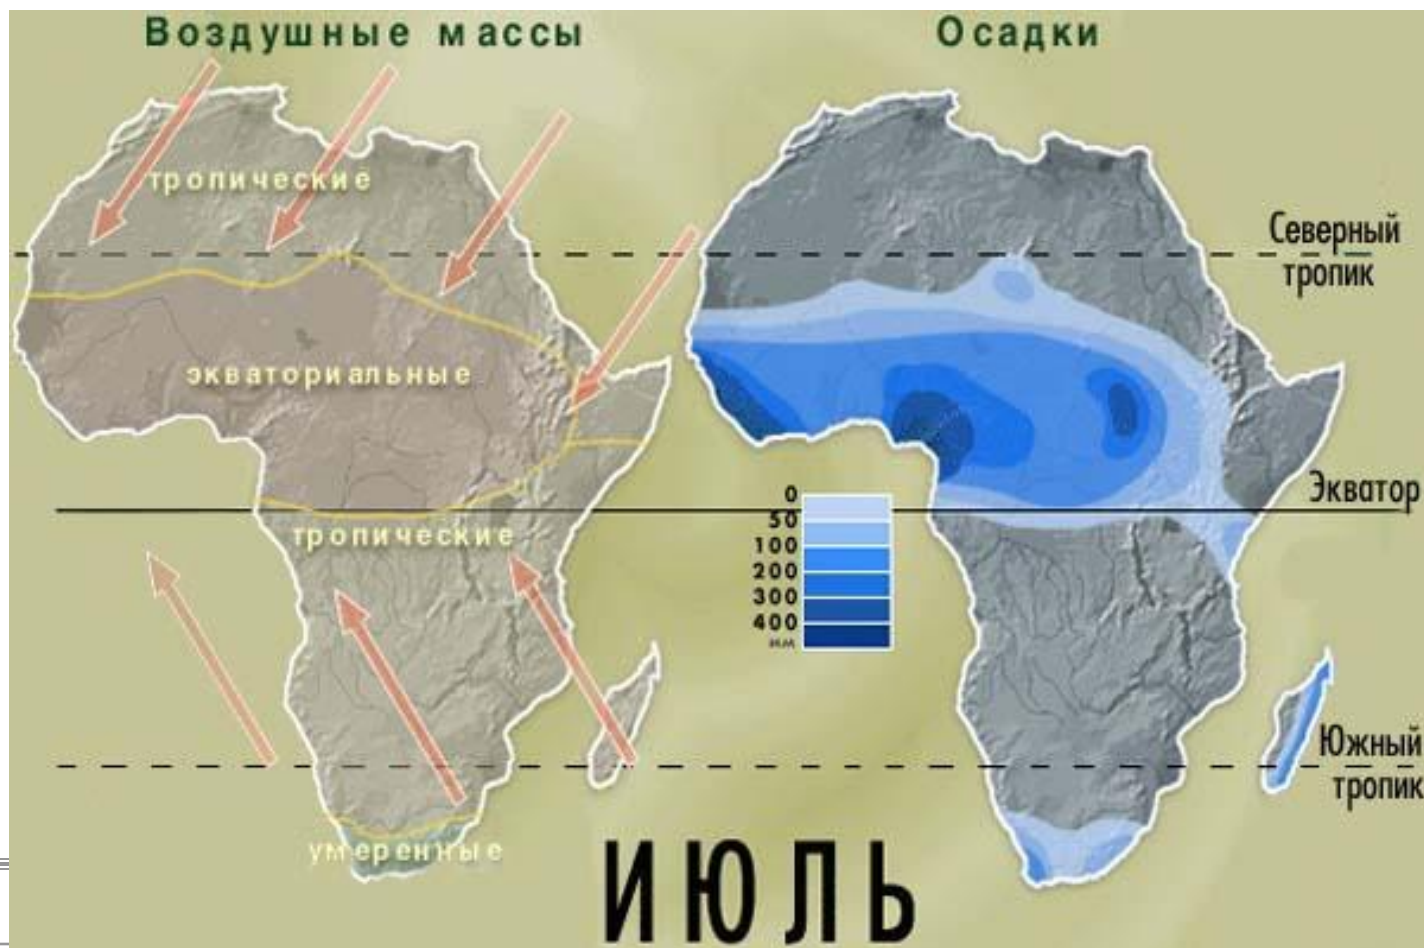 Воздушные массы
Осадки
тропические
Северный
тропик
экваториальные
Экватор
0
50
100
200
300
400
мм
тропические
Южный
тропик
умеренные
ИЮЛЬ